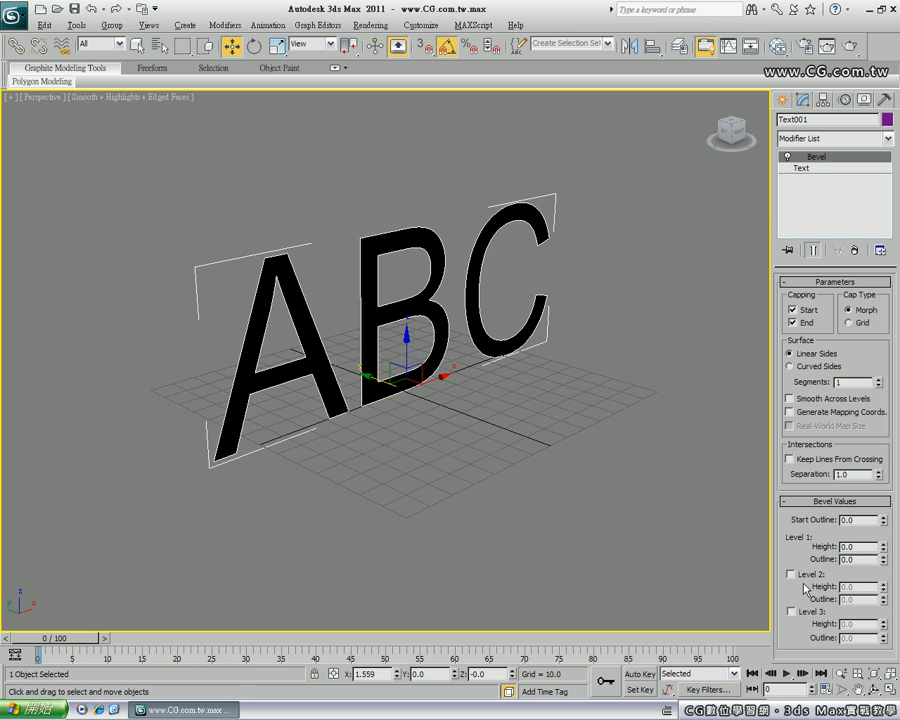 Autodesk 3ds Max 2011 - www.CG.com.tw.max
Type a keyword or phrase
Edit Tools Group Views Create Modifiers Animation Graph Editors Rendering Customize MAXScript Help
All View 3 Create Selection Set
Graphite Modeling Tools Freeform Selection Object Paint
www.CG.com.tw
Polygon Modeling
[ + ] [ Perspective ] [ Smooth + Highlights + Edged Faces ]
Text001
Modifier List
Bevel
Text
ABC
x
z
y x
- Parameters
Capping Cap Type
Start Morph
End Grid
Surface
Linear Sides
Curved Sides
Segments: 1
Smooth Across Levels
Generate Mapping Coords.
Real-World Map Size
Intersections
Keep Lines From Crossing
Separation: 1.0
- Bevel Values
Start Outline: 0.0
Level 1:
Height: 0.0
Outline: 0.0
Level 2:
Height: 0.0
Outline: 0.0
Level 3:
Height: 0.0
Outline: 0.0
< 0 / 100 >
0 5 10 15 20 25 30 35 40 45 50 55 60 65 70 75 80 85 90 95 100
1 Object Selected X: 1.559 Y: 0.0 Z: -0.0 Grid = 10.0 Auto Key Selected
Click and drag to select and move objects Add Time Tag Set Key Key Filters... 0
開始 www.CG.com.tw.max ... CG數位學習網・3ds Max實戰教學